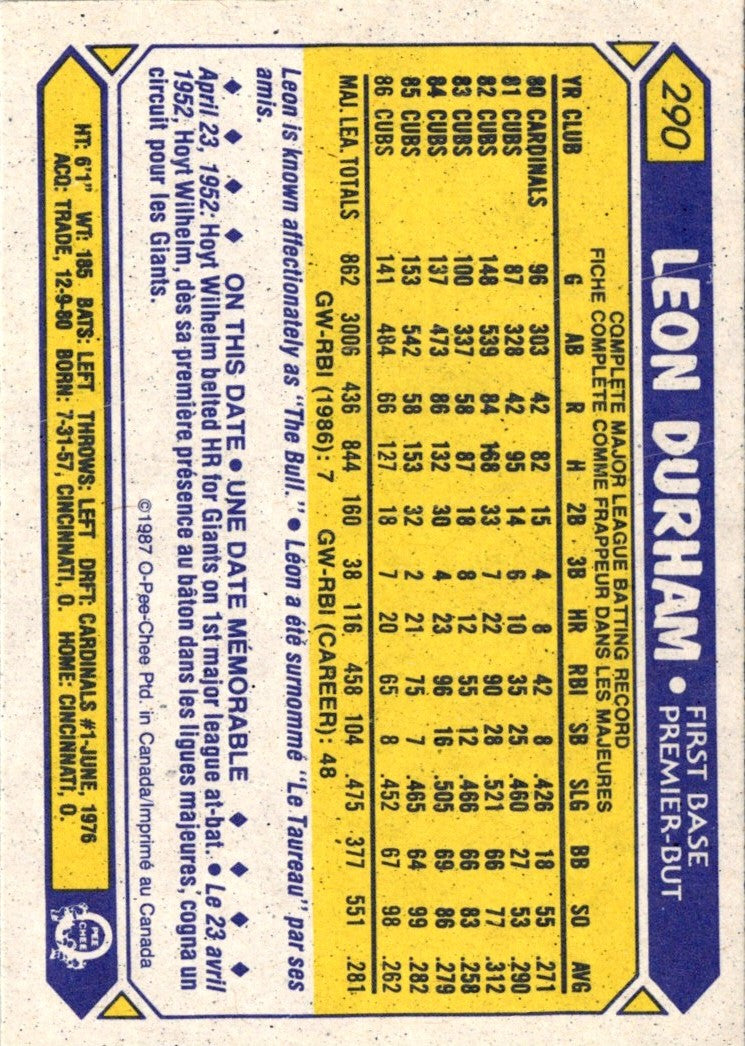 290
LEON DURHAM • FIRST BASE
PREMIER-BUT
COMPLETE MAJOR LEAGUE BATTING RECORD
FICHE COMPLÈTE COMME FRAPPEUR DANS LES MAJEURES
YR CLUB G AB R H 2B 3B HR RBI SB SLG BB SO AVG
80 CARDINALS 96 303 42 82 15 4 8 42 8 .426 18 55 .271
81 CUBS 87 328 42 95 14 6 10 35 25 .460 27 53 .290
82 CUBS 148 539 84 168 33 7 22 90 28 .521 66 77 .312
83 CUBS 100 337 58 87 18 8 12 55 12 .466 66 83 .258
84 CUBS 137 473 86 132 30 4 23 96 16 .505 69 86 .279
85 CUBS 153 542 58 153 32 2 21 75 7 .465 64 99 .282
86 CUBS 141 484 66 127 18 7 20 65 8 .452 67 98 .262
MAJ. LEA. TOTALS 862 3006 436 844 160 38 116 458 104 .475 377 551 .281
GW-RBI (1986): 7 GW-RBI (CAREER): 48
Leon is known affectionately as "The Bull." • Léon a été surnommé "Le Taureau" par ses
amis.
♦ ♦ ♦ ♦ ON THIS DATE • UNE DATE MÉMORABLE ♦ ♦ ♦ ♦
April 23, 1952: Hoyt Wilhelm belted HR for Giants on 1st major league at-bat. • Le 23 avril
1952, Hoyt Wilhelm, dès sa première présence au bâton dans les ligues majeures, cogna un
circuit pour les Giants.
©1987 O-Pee-Chee Ptd. in Canada/Imprimé au Canada
HT: 6'1" WT: 185 BATS: LEFT THROWS: LEFT DRFT: CARDINALS #1-JUNE, 1976
ACQ: TRADE, 12-9-80 BORN: 7-31-57, CINCINNATI, O. HOME: CINCINNATI, O.
O
PEE
CHEE